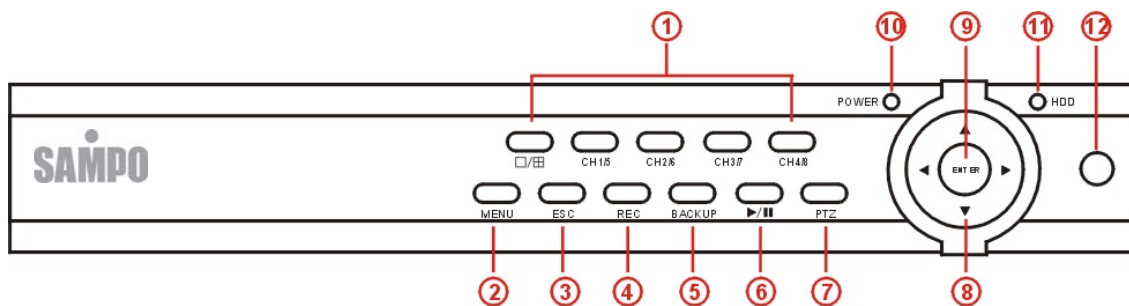 ①
⑩ ⑨ ⑪ ⑫
POWER HDD
SAMPO
□/⊞ CH1/5 CH2/6 CH3/7 CH4/8
ENTER
MENU ESC REC BACKUP ▶/❚❚ PTZ
② ③ ④ ⑤ ⑥ ⑦ ⑧